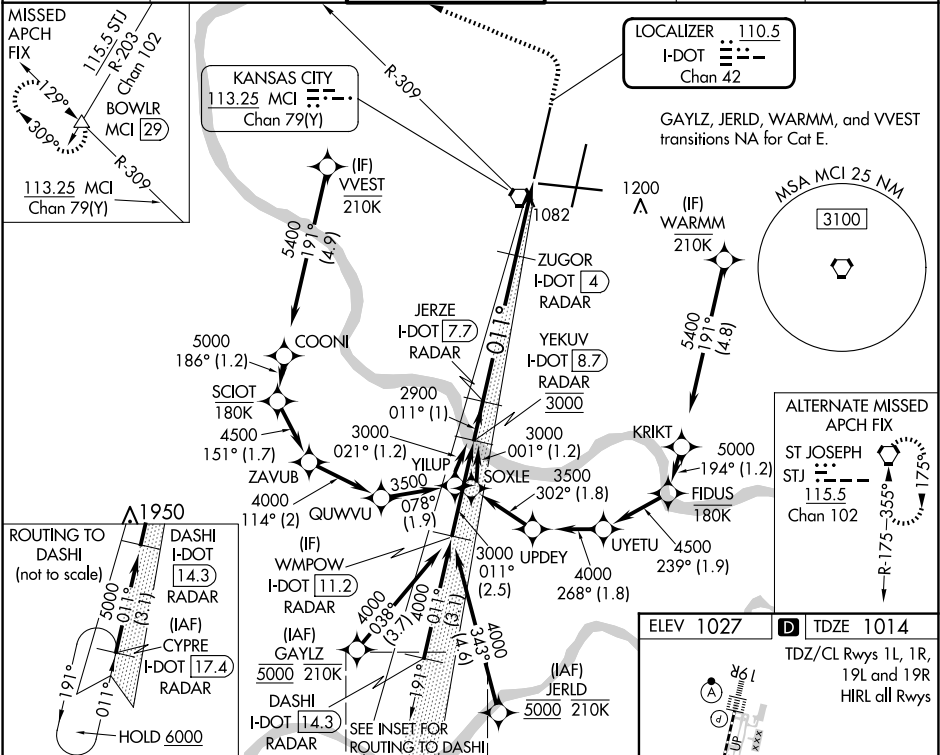 MISSED
APCH
FIX
115.5 STJ
R-203
Chan 102
129°
309°
BOWLR
MCI 29
R-309
113.25 MCI
Chan 79(Y)
R-309
KANSAS CITY
113.25 MCI
Chan 79(Y)
LOCALIZER 110.5
I-DOT
Chan 42
GAYLZ, JERLD, WARMM, and VVEST
transitions NA for Cat E.
MSA MCI 25 NM
3100
(IF)
VVEST
210K
5400
191°
(4.9)
1082
1200
(IF)
WARMM
210K
5400
191°
(4.8)
ZUGOR
I-DOT 4
RADAR
011°
JERZE
I-DOT 7.7
RADAR
YEKUV
I-DOT 8.7
RADAR
3000
COONI
5000
186° (1.2)
SCIOT
180K
4500
151° (1.7)
ZAVUB
4000
114° (2)
QUWVU
3500
078°
(1.9)
2900
011° (1)
3000
021° (1.2)
YILUP
3000
001° (1.2)
SOXLE
3500
302° (1.8)
UPDEY
4000
268° (1.8)
UYETU
4500
239° (1.9)
FIDUS
180K
KRIKT
5000
194° (1.2)
ALTERNATE MISSED
APCH FIX
ST JOSEPH
STJ
115.5
Chan 102
175°
R-175
355°
1950
ROUTING TO
DASHI
(not to scale)
DASHI
I-DOT
14.3
RADAR
5000
011°
(3.1)
(IAF)
CYPRE
I-DOT 17.4
RADAR
191°
011°
HOLD 6000
(IF)
WMPOW
I-DOT 11.2
RADAR
3000
011°
(2.5)
4000
038°
(3.7)
4000
011°
(3.1)
4000
343°
(4.6)
(IAF)
GAYLZ
5000 210K
DASHI
I-DOT 14.3
RADAR
191°
SEE INSET FOR
ROUTING TO DASHI
(IAF)
JERLD
5000 210K
ELEV 1027
D
TDZE 1014
TDZ/CL Rwys 1L, 1R,
19L and 19R
HIRL all Rwys
19R
A
P
UP
XXX